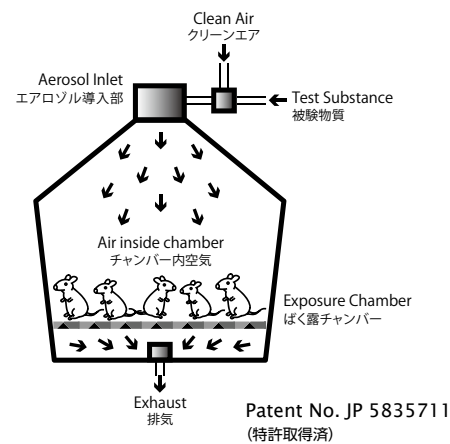 Clean Air
クリーンエア
Aerosol Inlet
エアロゾル導入部
Test Substance
被験物質
Air inside chamber
チャンバー内空気
Exposure Chamber
ばく露チャンバー
Exhaust
排気
Patent No. JP 5835711
(特許取得済)